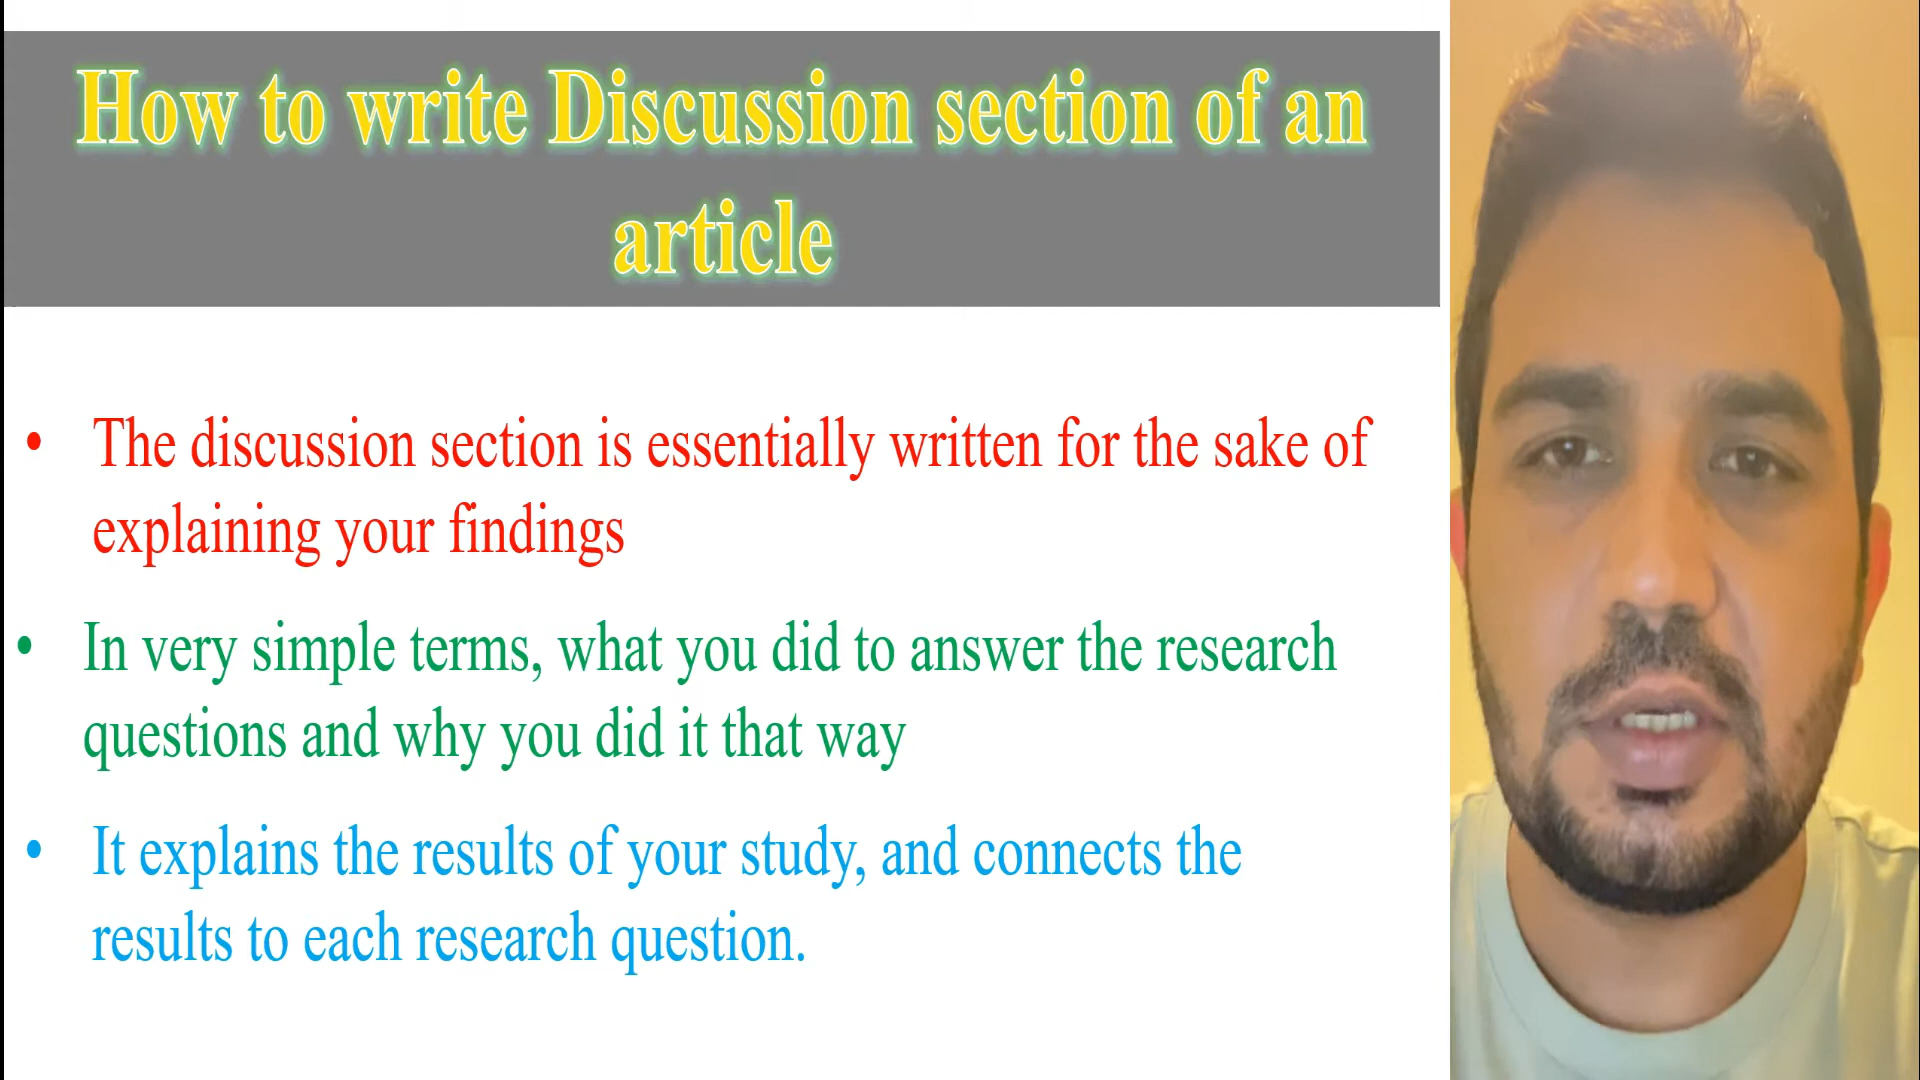 How to write Discussion section of an
article
• The discussion section is essentially written for the sake of
explaining your findings
• In very simple terms, what you did to answer the research
questions and why you did it that way
• It explains the results of your study, and connects the
results to each research question.